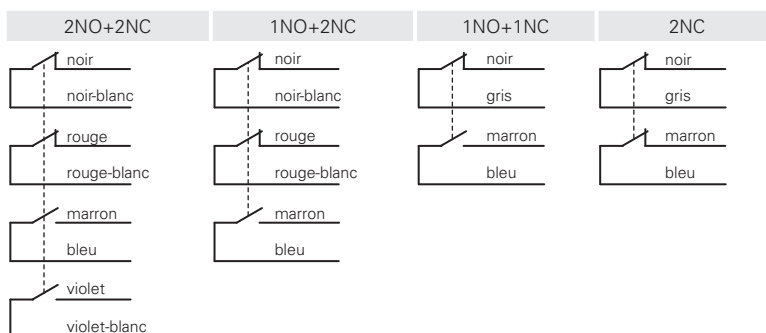 2NO+2NC
noir
noir-blanc
rouge
rouge-blanc
marron
bleu
violet
violet-blanc
1NO+2NC
noir
noir-blanc
rouge
rouge-blanc
marron
bleu
1NO+1NC
noir
gris
marron
bleu
2NC
noir
gris
marron
bleu